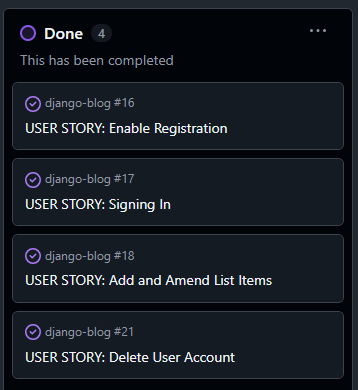 Done 4
This has been completed
django-blog #16
USER STORY: Enable Registration
django-blog #17
USER STORY: Signing In
django-blog #18
USER STORY: Add and Amend List Items
django-blog #21
USER STORY: Delete User Account